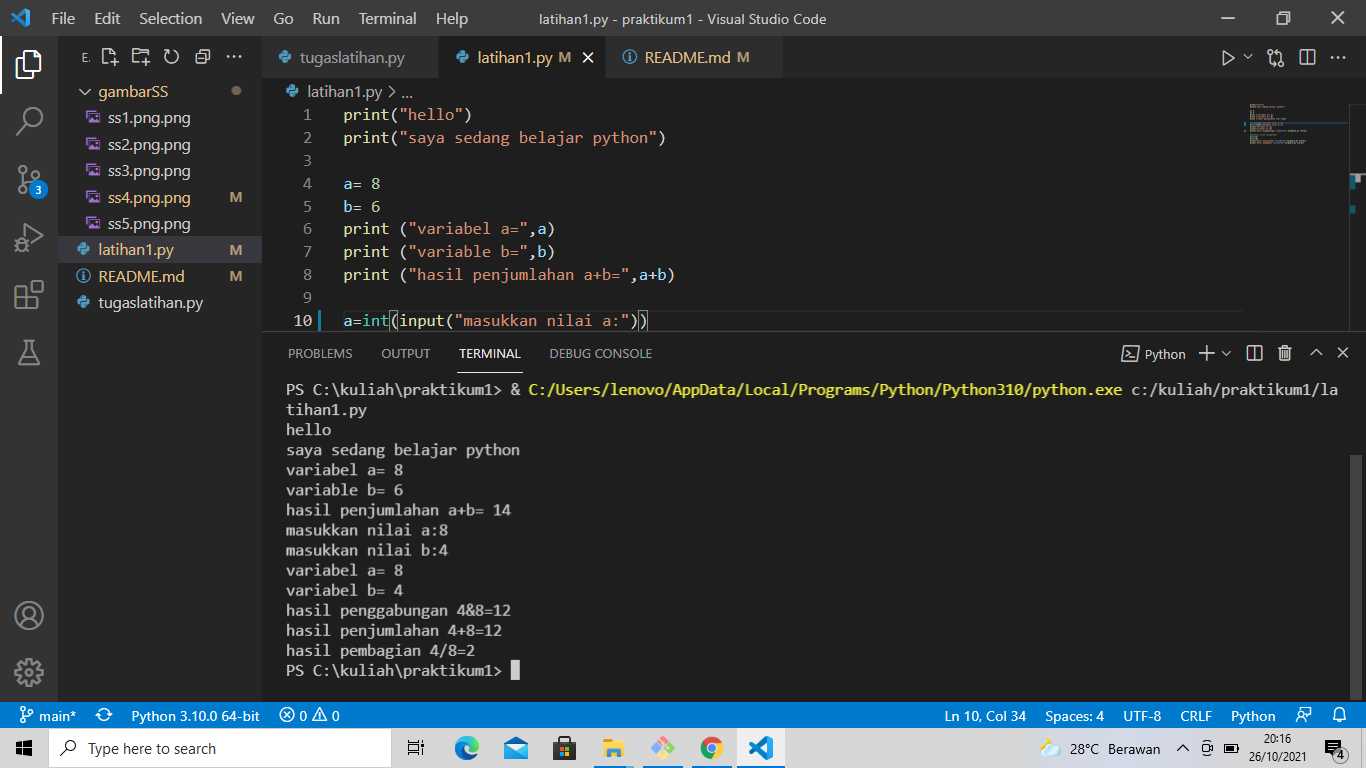 File Edit Selection View Go Run Terminal Help latihan1.py - praktikum1 - Visual Studio Code
E. tugaslatihan.py latihan1.py M README.md M
gambarSS
ss1.png.png
ss2.png.png
ss3.png.png
ss4.png.png M
ss5.png.png
latihan1.py M
README.md M
tugaslatihan.py
3
latihan1.py > ...
1 print("hello")
2 print("saya sedang belajar python")
3
4 a= 8
5 b= 6
6 print ("variabel a=",a)
7 print ("variable b=",b)
8 print ("hasil penjumlahan a+b=",a+b)
9
10 a=int(input("masukkan nilai a:"))
PROBLEMS OUTPUT TERMINAL DEBUG CONSOLE Python
PS C:\kuliah\praktikum1> & C:/Users/lenovo/AppData/Local/Programs/Python/Python310/python.exe c:/kuliah/praktikum1/la
tihan1.py
hello
saya sedang belajar python
variabel a= 8
variable b= 6
hasil penjumlahan a+b= 14
masukkan nilai a:8
masukkan nilai b:4
variabel a= 8
variabel b= 4
hasil penggabungan 4&8=12
hasil penjumlahan 4+8=12
hasil pembagian 4/8=2
PS C:\kuliah\praktikum1>
main* Python 3.10.0 64-bit 0 0 Ln 10, Col 34 Spaces: 4 UTF-8 CRLF Python
Type here to search 28°C Berawan 20:16
26/10/2021 4